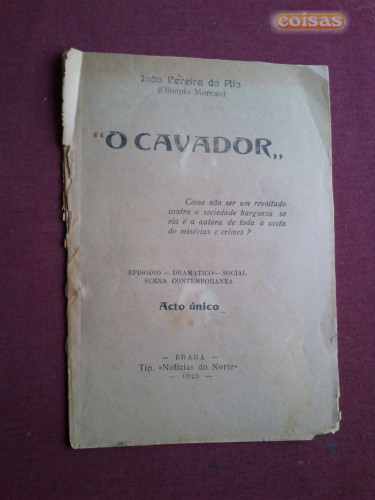 coisas
João Pereira do Rio
(Olimpio Moreno)
"O CAVADOR„
Como não ser um revoltado
contra a sociedade burgueza se
ela é a autora de toda a casta
de misérias e crimes?
EPISODIO — DRAMATICO — SOCIAL
SCENA CONTEMPORANEA
Acto único
— BRAGA —
Tip. «Noticias do Norte»
— 1925 —